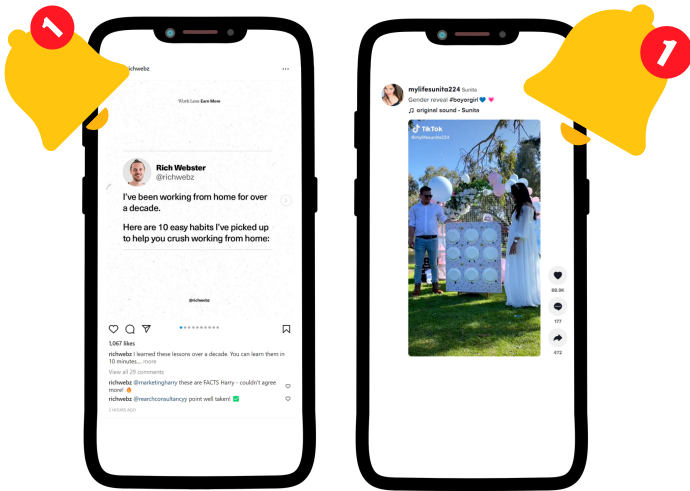 1
richwebz
Work Less Earn More
Rich Webster
@richwebz
I've been working from home for over
a decade.
Here are 10 easy habits I've picked up
to help you crush working from home:
@richwebz
1,067 likes
richwebz I learned these lessons over a decade. You can learn them in
10 minutes... more
View all 29 comments
richwebz @marketingharry these are FACTS Harry - couldn't agree
more! 🔥
richwebz @rearchconsultancyy point well taken! ✅
2 HOURS AGO
1
mylifesunita224 Sunita
Gender reveal #boyorgirl 💙 💗
♫ original sound - Sunita
TikTok
@mylifesunita224
89.9K
177
472